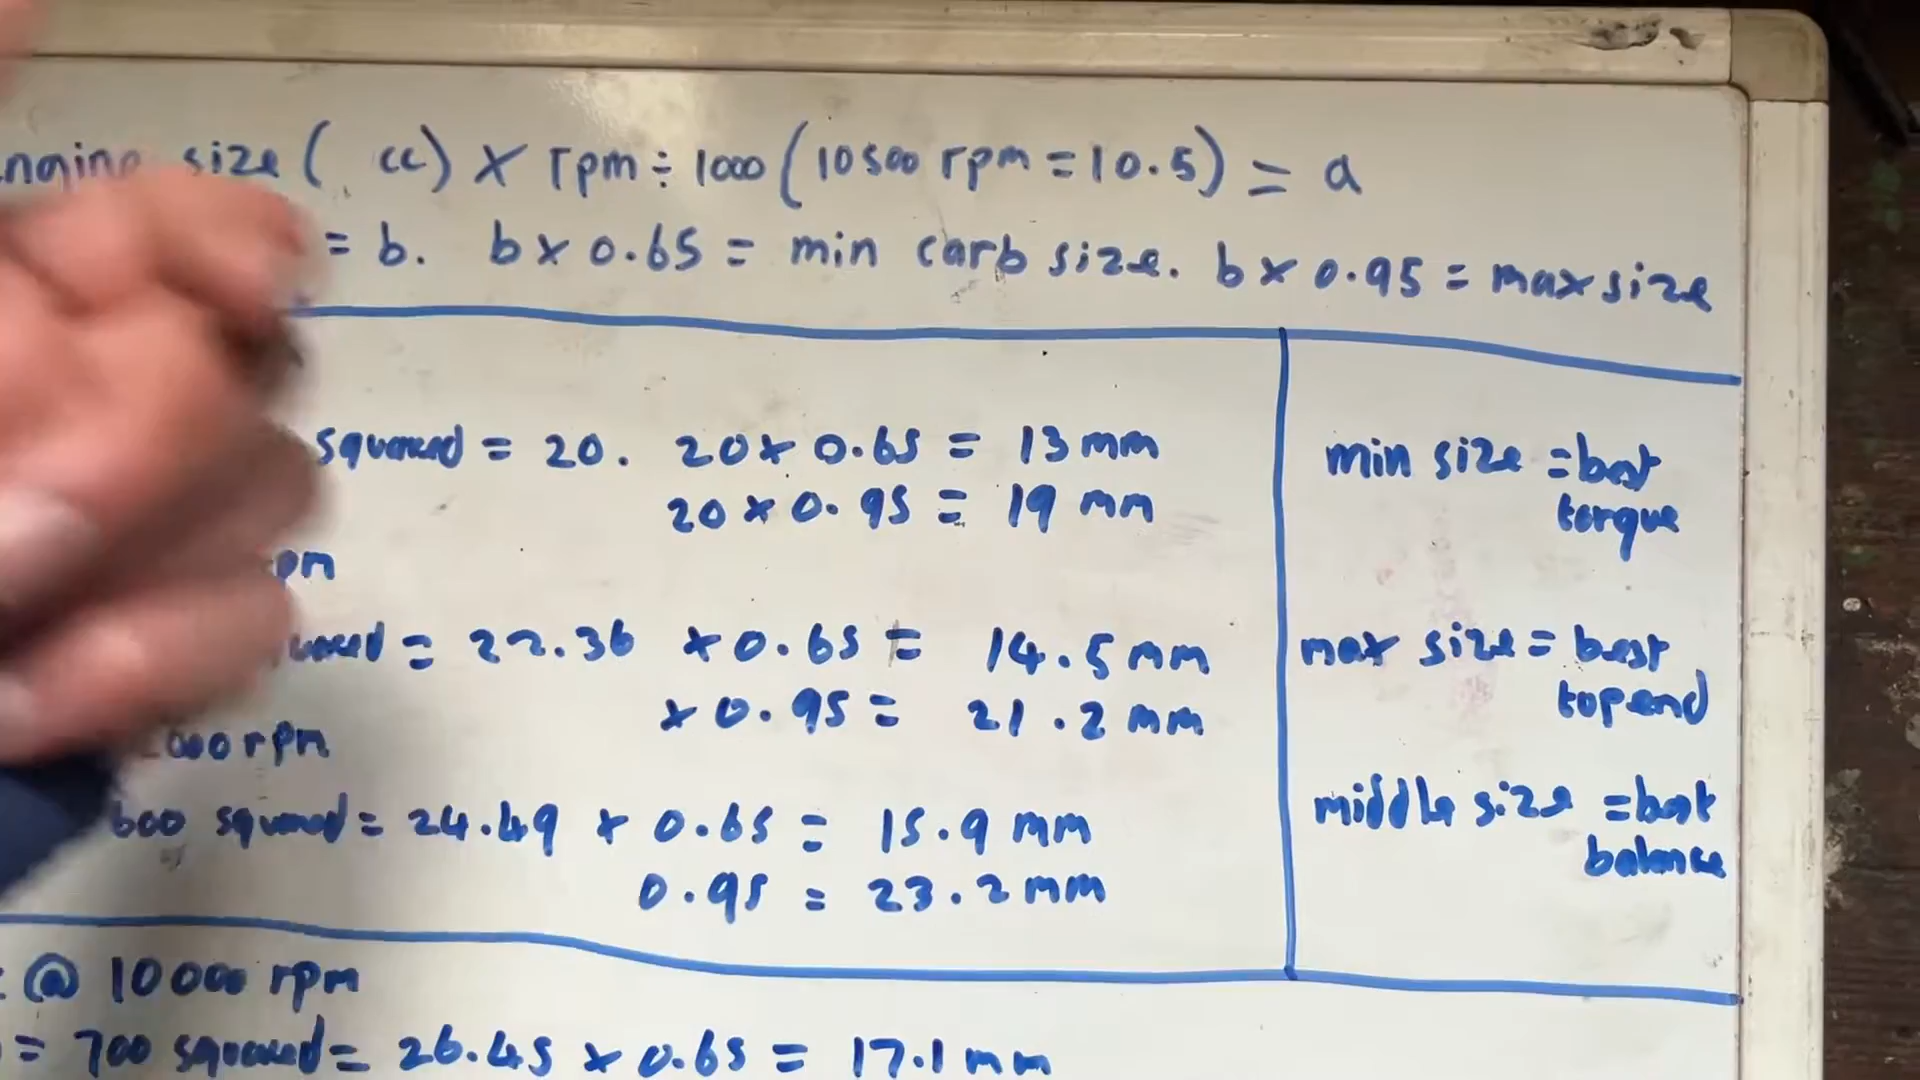 size ( cc) x rpm ÷ 1000 (10500 rpm = 10.5) = a
= b. b x 0.65 = min carb size. b x 0.95 = max size
squared = 20. 20 x 0.65 = 13 mm
20 x 0.95 = 19 mm
= 22.36 x 0.65 = 14.5 mm
x 0.95 = 21.2 mm
000 rpm
600 squared = 24.49 x 0.65 = 15.9 mm
0.95 = 23.2 mm
min size = best
torque
max size = best
top end
middle size = best
balance
@ 10000 rpm
= 700 squared = 26.45 x 0.65 = 17.1 mm